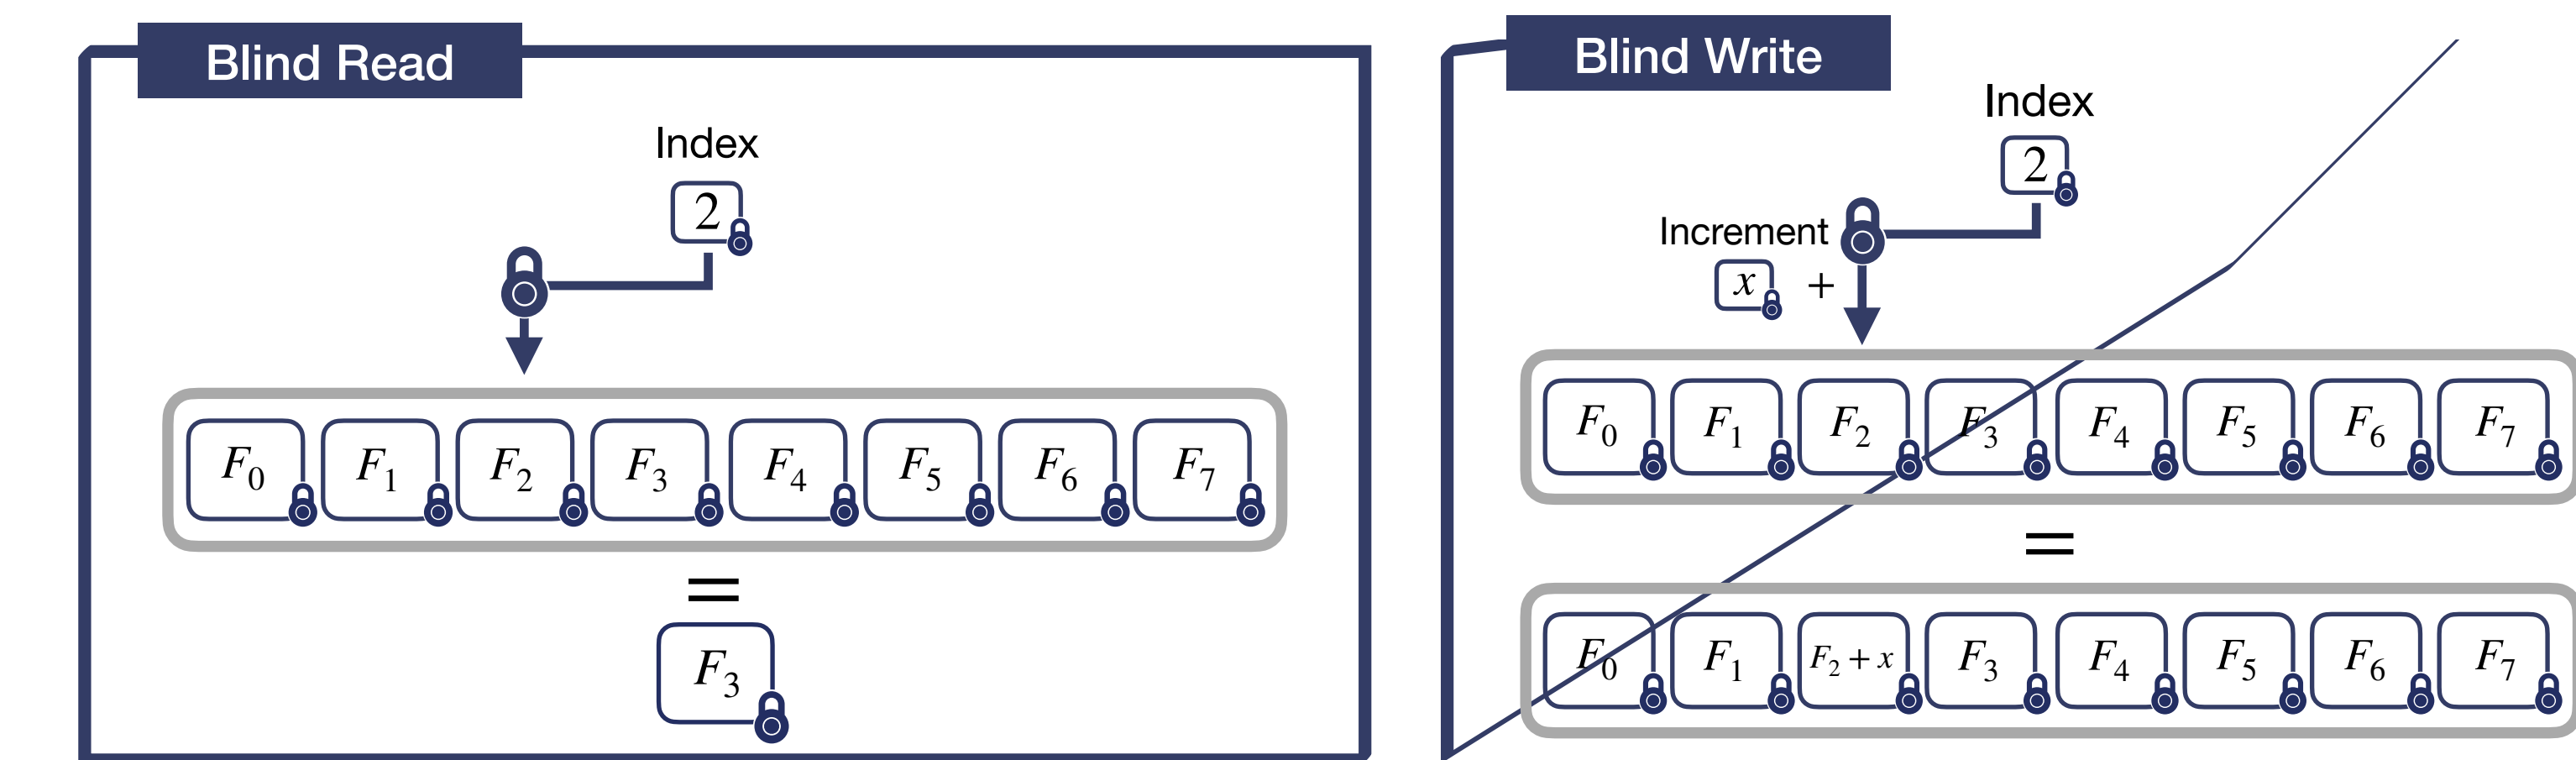 Blind Read
Index
2
F0 F1 F2 F3 F4 F5 F6 F7
=
F3
Blind Write
Index
2
Increment
x +
F0 F1 F2 F3 F4 F5 F6 F7
=
F0 F1 F2 + x F3 F4 F5 F6 F7